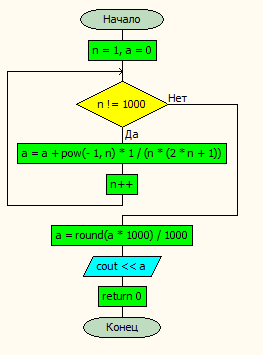 Начало
n = 1, a = 0
n != 1000
Нет
Да
a = a + pow(- 1, n) * 1 / (n * (2 * n + 1))
n++
a = round(a * 1000) / 1000
cout << a
return 0
Конец